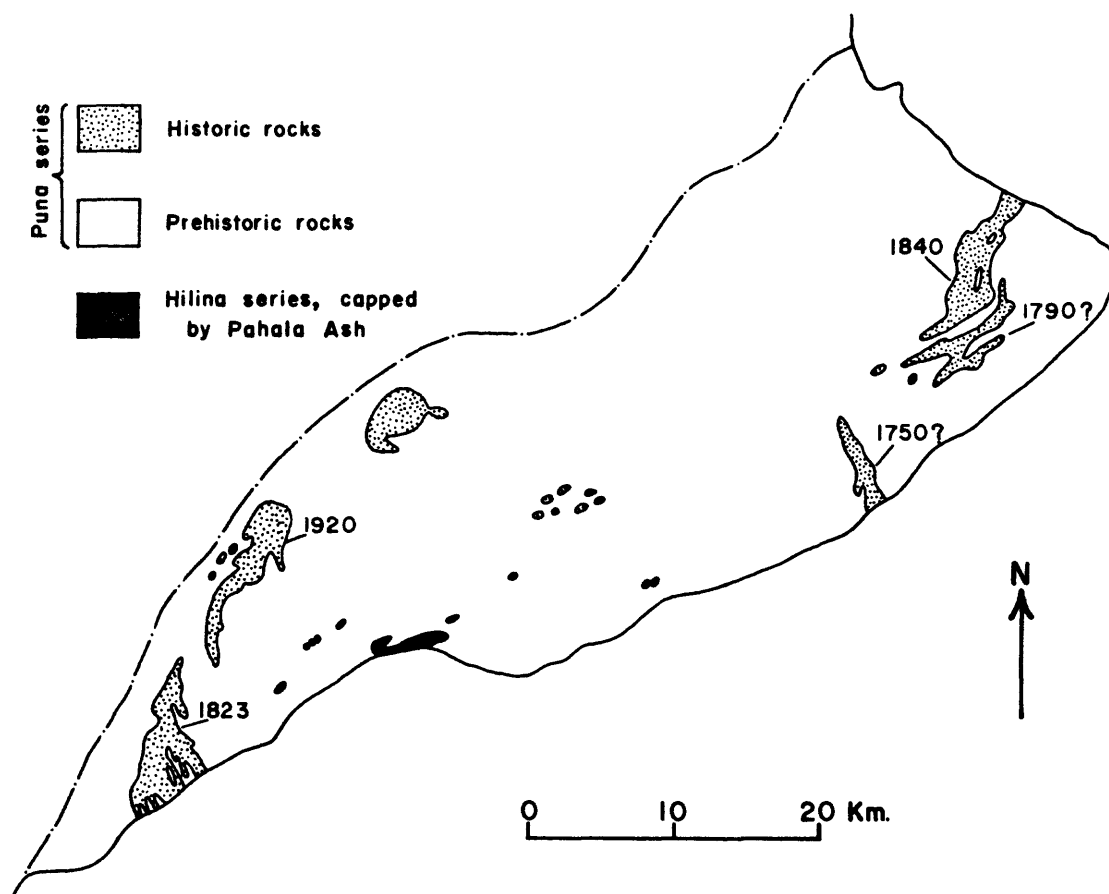 Puna series
Historic rocks
Prehistoric rocks
Hilina series, capped
by Pahala Ash
1840
1790?
1750?
1920
1823
N
0 10 20 Km.